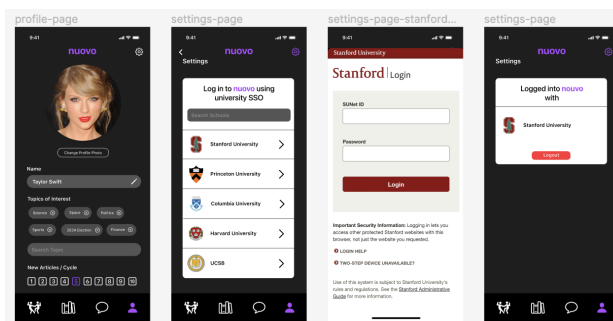 profile-page
9:41
nuovo
Change Profile Photo
Name
Taylor Swift
Topics of Interest
Science
Space
Politics
Sports
2024 Election
Finance
Search Topic
New Articles / Cycle
1 2 3 4 5 6 7 8 9 10
settings-page
9:41
nuovo
Settings
Log in to nuovo using
university SSO
Search Schools
Stanford University
Princeton University
Columbia University
Harvard University
UCSB
settings-page-stanford...
9:41
Stanford University
Stanford Login
SUNet ID
Password
Login
Important Security Information: Logging in lets you
access other protected Stanford websites with this
browser, not just the website you requested.
LOGIN HELP
TWO-STEP DEVICE UNAVAILABLE?
Use of this system is subject to Stanford University's
rules and regulations. See the Stanford Administrative
Guide for more information.
settings-page
9:41
nuovo
Settings
Logged into nouvo
with
Stanford University
Logout